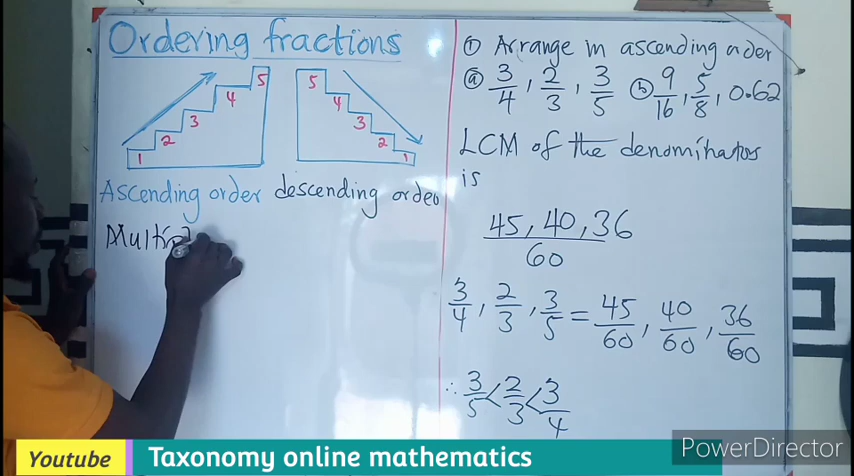 Ordering fractions
5
4
3
2
1
5
4
3
2
1
Ascending order descending order
Multip
① Arrange in ascending order
ⓐ 3/4, 2/3, 3/5 ⓑ 9/16, 5/8, 0.62
LCM of the denominators
is
45, 40, 36
60
3/4, 2/3, 3/5 = 45/60, 40/60, 36/60
∴ 3/5 < 2/3 < 3/4
PowerDirector
Youtube Taxonomy online mathematics